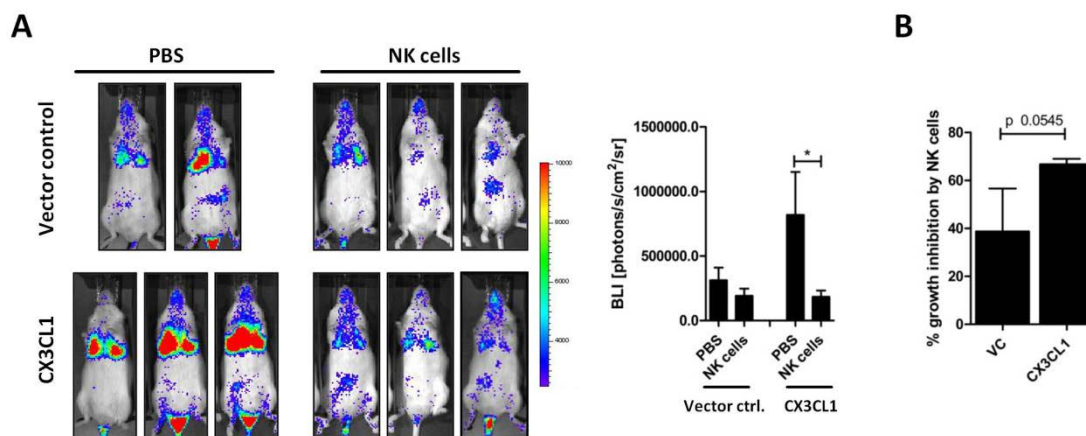 A
PBS
NK cells
Vector control
CX3CL1
10000
8000
6000
4000
BLI [photons/s/cm²/sr]
1500000.0
1000000.0
500000.0
0.0
*
PBS
NK cells
PBS
NK cells
Vector ctrl.
CX3CL1
B
p 0.0545
% growth inhibition by NK cells
80
60
40
20
0
VC
CX3CL1